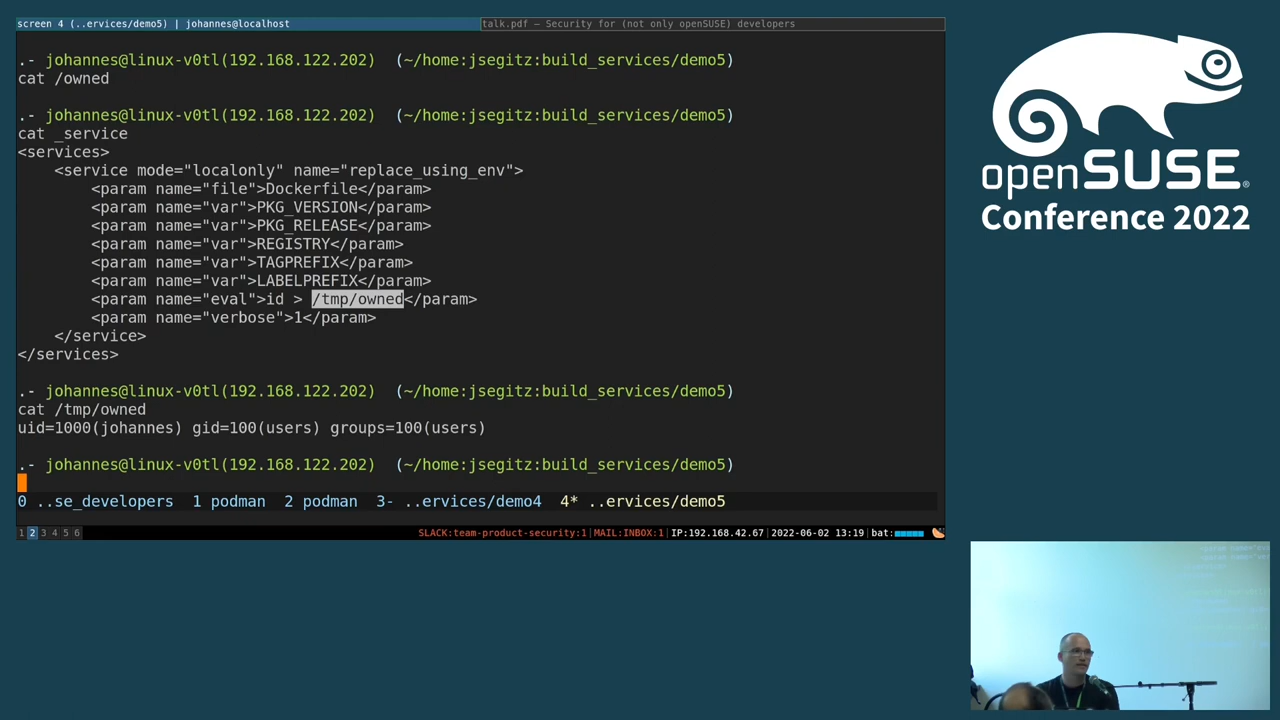 screen 4 (..ervices/demo5) | johannes@localhost
talk.pdf — Security for (not only openSUSE) developers
.- johannes@linux-v0tl(192.168.122.202)  (~/home:jsegitz:build_services/demo5)
cat /owned
.- johannes@linux-v0tl(192.168.122.202)  (~/home:jsegitz:build_services/demo5)
cat _service
<services>
    <service mode="localonly" name="replace_using_env">
        <param name="file">Dockerfile</param>
        <param name="var">PKG_VERSION</param>
        <param name="var">PKG_RELEASE</param>
        <param name="var">REGISTRY</param>
        <param name="var">TAGPREFIX</param>
        <param name="var">LABELPREFIX</param>
        <param name="eval">id > /tmp/owned</param>
        <param name="verbose">1</param>
    </service>
</services>
.- johannes@linux-v0tl(192.168.122.202)  (~/home:jsegitz:build_services/demo5)
cat /tmp/owned
uid=1000(johannes) gid=100(users) groups=100(users)
.- johannes@linux-v0tl(192.168.122.202)  (~/home:jsegitz:build_services/demo5)
0 ..se_developers  1 podman  2 podman  3- ..ervices/demo4  4* ..ervices/demo5
1 2 3 4 5 6
SLACK:team-product-security:1|MAIL:INBOX:1|IP:192.168.42.67|2022-06-02 13:19|bat:
openSUSE®
Conference 2022